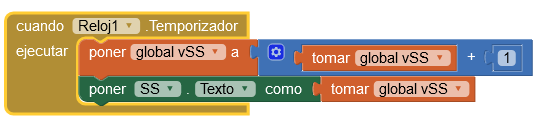 cuando Reloj1 .Temporizador
ejecutar poner global vSS a tomar global vSS + 1
poner SS . Texto como tomar global vSS